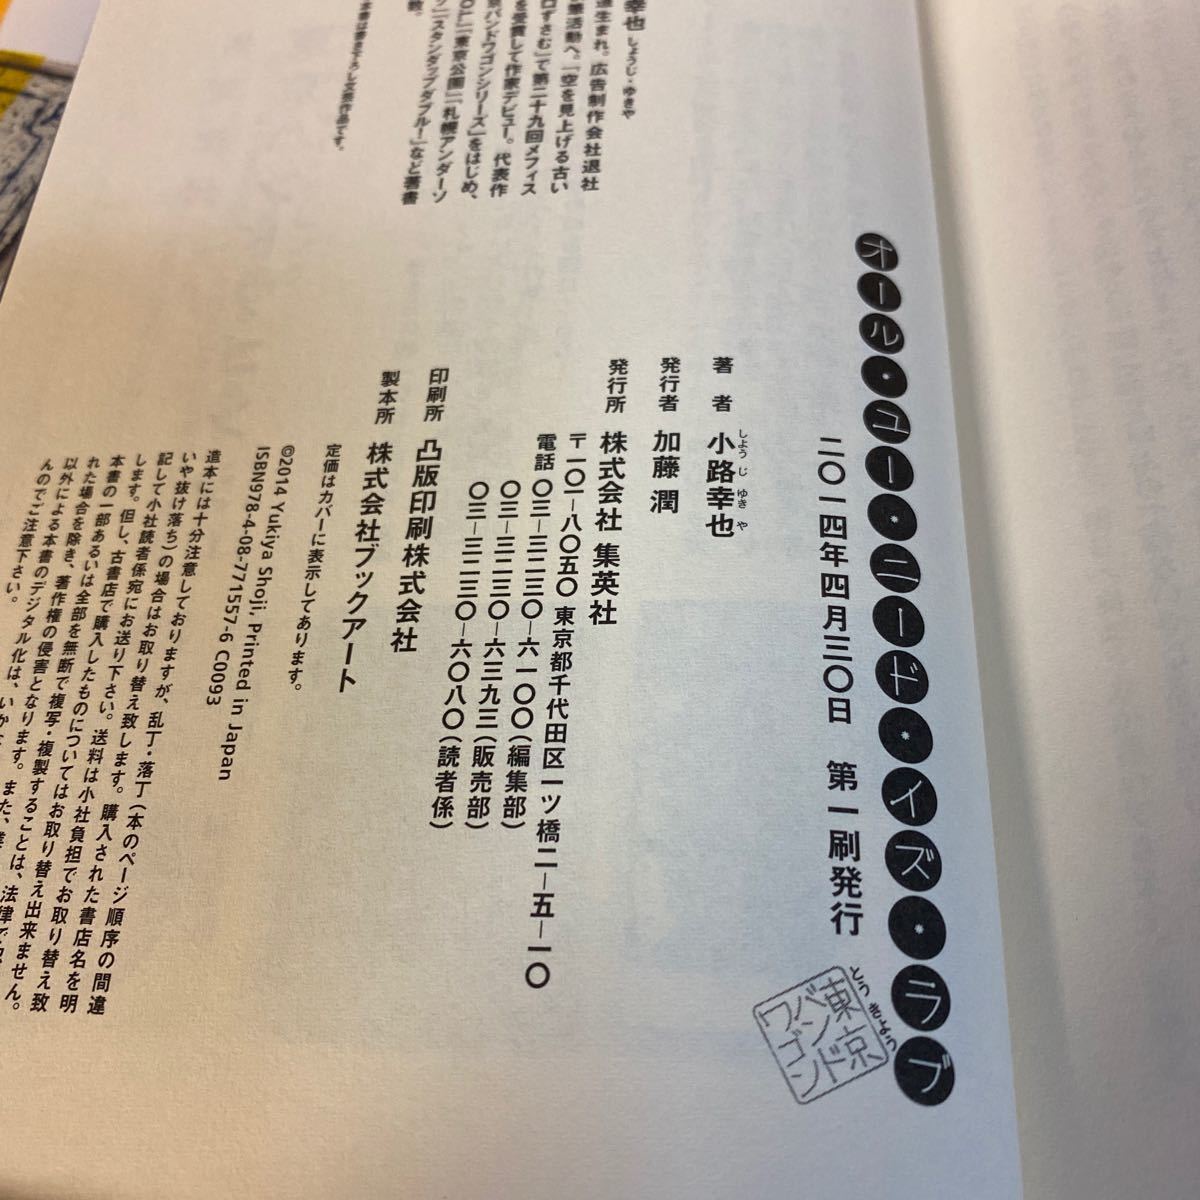 オール・ユー・ニード・イズ・ラブ
とうきょう
東京
バンド
ワゴン
二〇一四年四月三〇日　第一刷発行
著　者　小路幸也
しょうじゆきや
発行者　加藤　潤
発行所　株式会社 集英社
〒一〇一-八〇五〇 東京都千代田区一ツ橋二-五-一〇
電話 〇三-三二三〇-六一〇〇(編集部)
〇三-三二三〇-六三九三(販売部)
〇三-三二三〇-六〇八〇(読者係)
印刷所　凸版印刷株式会社
製本所　株式会社ブックアート
定価はカバーに表示してあります。
©2014 Yukiya Shoji, Printed in Japan
ISBN978-4-08-771557-6 C0093
造本には十分注意しておりますが、乱丁・落丁(本のページ順序の間違
いや抜け落ち)の場合はお取り替え致します。購入された書店名を明
記して小社読者係宛にお送り下さい。送料は小社負担でお取り替え致
します。但し、古書店で購入したものについてはお取り替え出来ません。
本書の一部あるいは全部を無断で複写・複製することは、法律で
れた場合を除き、著作権の侵害となります。また、業
以外による本書のデジタル化は、いか
んのでご注意下さい。
幸也　しょうじ・ゆきや
生まれ。広告制作会社退社
活動へ。「空を見上げる古い
口ずさむ」で第二十九回メフィス
を受賞して作家デビュー。代表作
京バンドワゴンシリーズ」をはじめ、
「東京公園」「札幌アンダーソ
「スタンダップダブル!」など著書
数。
本書は書き下ろし文芸作品です。